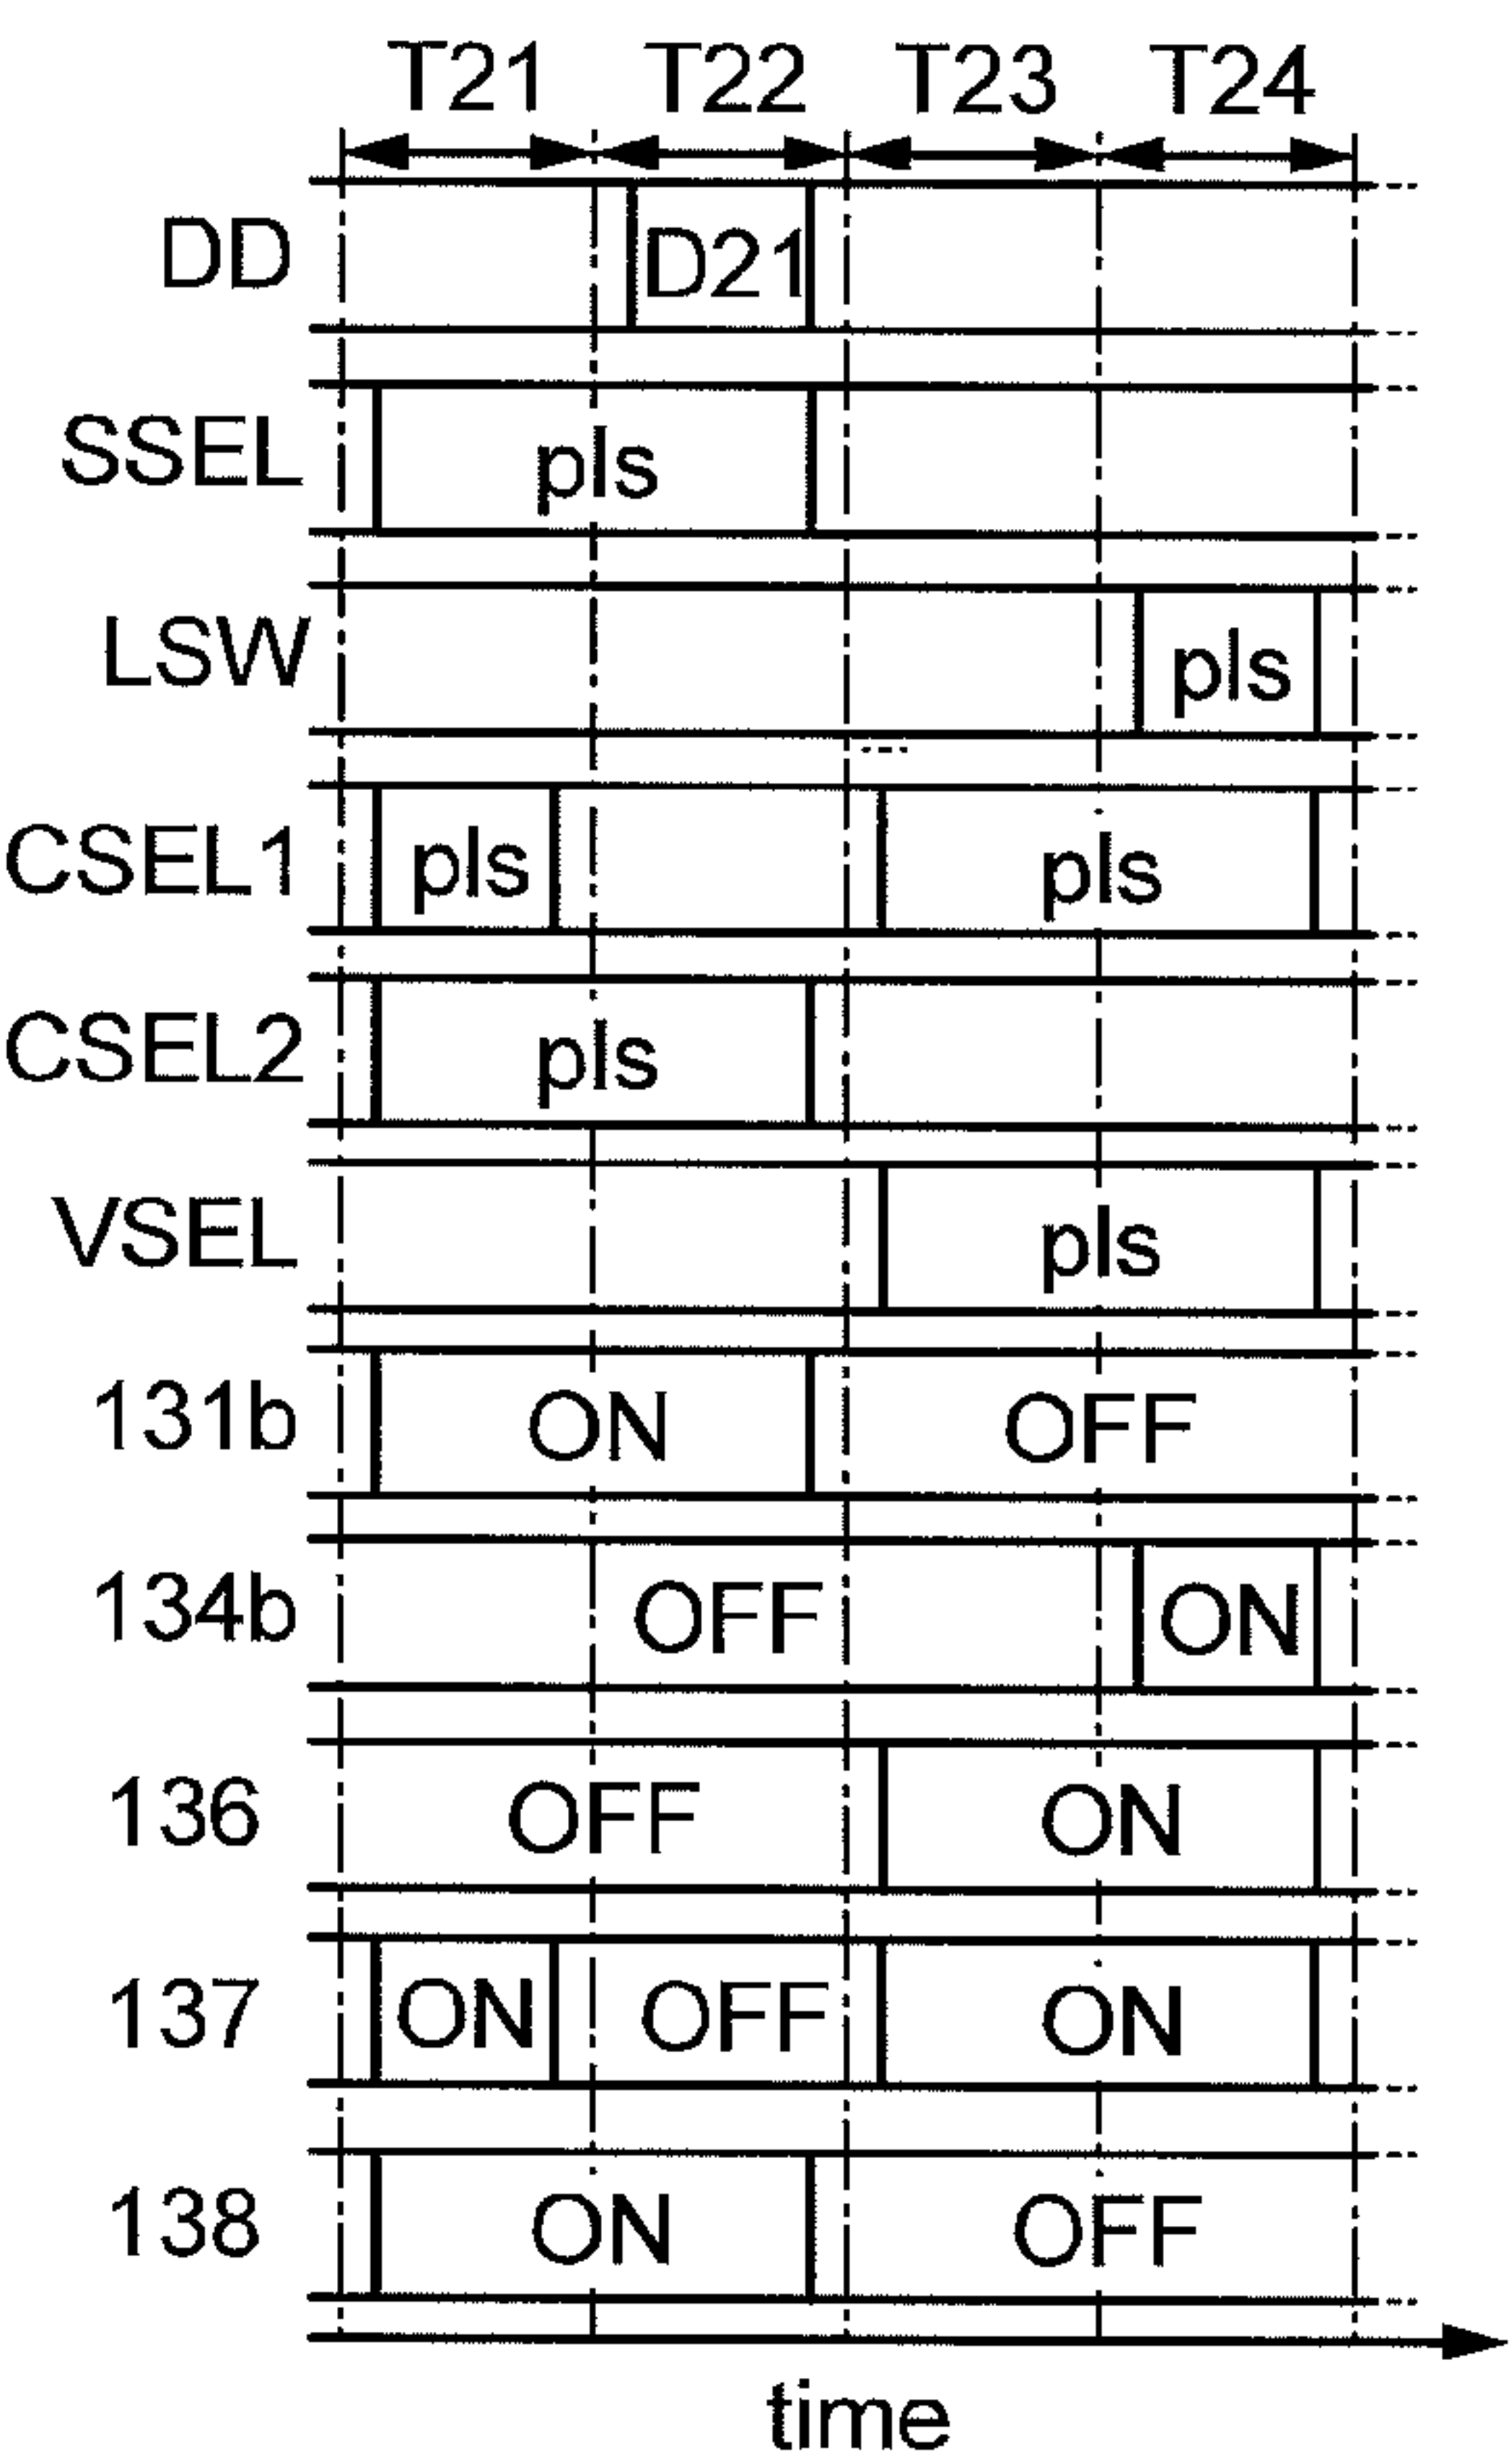 T21 T22 T23 T24
DD D21
SSEL pls
LSW pls
CSEL1 pls pls
CSEL2 pls
VSEL pls
131b ON OFF
134b OFF ON
136 OFF ON
137 ON OFF ON
138 ON OFF
time